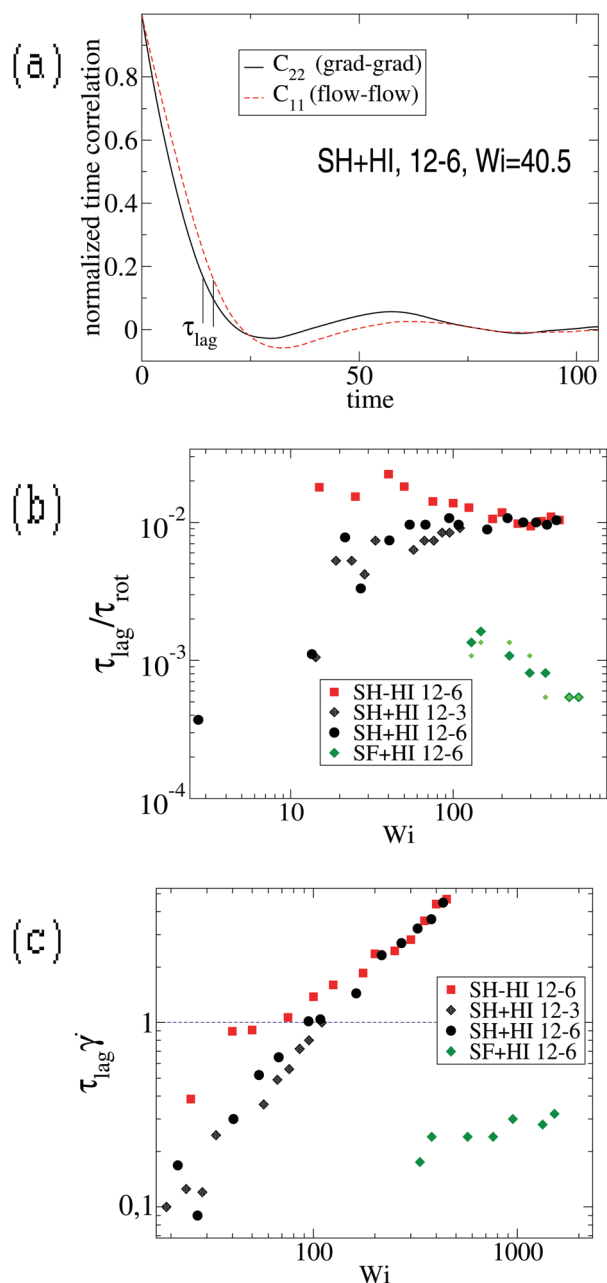 (a)
normalized time correlation
0.8
0.6
0.4
0.2
0
C22 (grad-grad)
C11 (flow-flow)
SH+HI, 12-6, Wi=40.5
τlag
0
50
100
time
(b)
τlag/τrot
10-2
10-3
10-4
SH-HI 12-6
SH+HI 12-3
SH+HI 12-6
SF+HI 12-6
10
100
Wi
(c)
τlagγ̇
1
0,1
SH-HI 12-6
SH+HI 12-3
SH+HI 12-6
SF+HI 12-6
100
1000
Wi